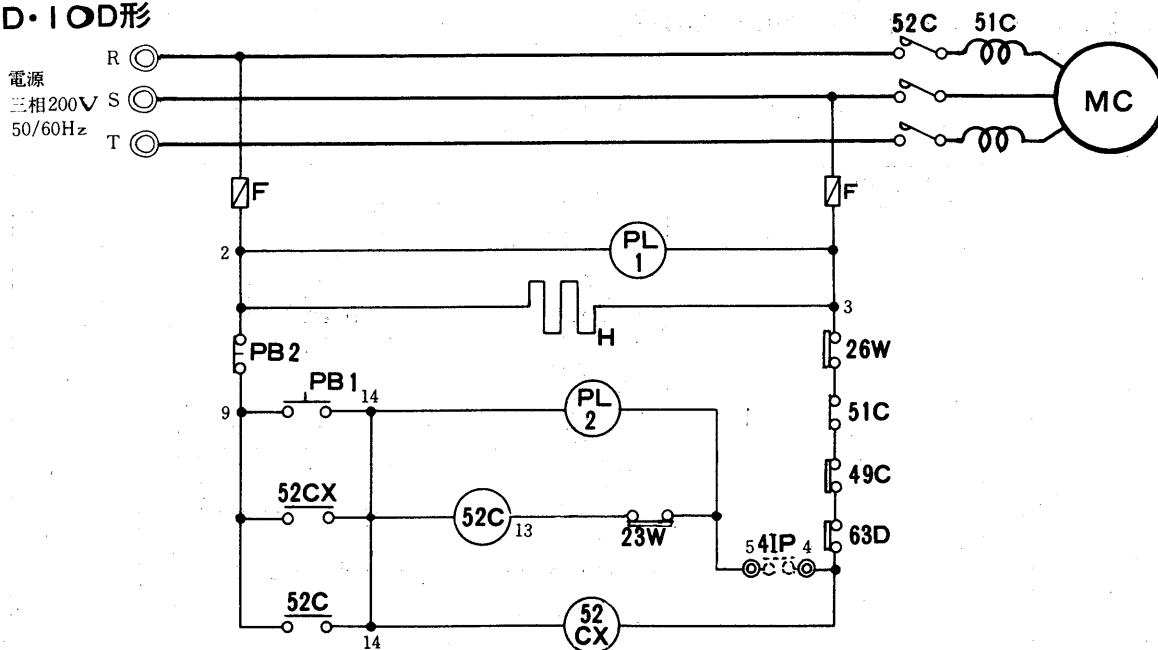 D・10D形
52C
51C
R
電源
三相200V
50/60Hz
S
T
MC
F
F
2
PL
1
3
H
PB2
26W
PB1
14
9
PL
2
51C
49C
52CX
52C
13
23W
63D
5
4IP
4
52C
52
CX
14